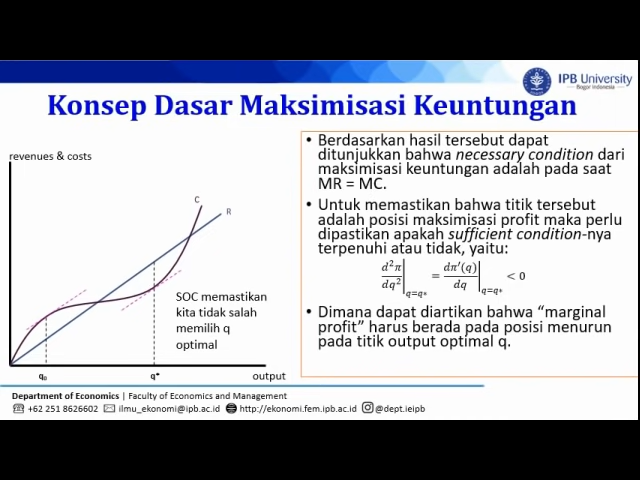 IPB University
Bogor Indonesia
Konsep Dasar Maksimisasi Keuntungan
revenues & costs
C
R
SOC memastikan
kita tidak salah
memilih q
optimal
q₀
q*
output
• Berdasarkan hasil tersebut dapat
ditunjukkan bahwa necessary condition dari
maksimisasi keuntungan adalah pada saat
MR = MC.
• Untuk memastikan bahwa titik tersebut
adalah posisi maksimisasi profit maka perlu
dipastikan apakah sufficient condition-nya
terpenuhi atau tidak, yaitu:
d²π/dq²|q=q* = dπ′(q)/dq|q=q* < 0
• Dimana dapat diartikan bahwa “marginal
profit” harus berada pada posisi menurun
pada titik output optimal q.
Department of Economics | Faculty of Economics and Management
+62 251 8626602 ilmu_ekonomi@ipb.ac.id http://ekonomi.fem.ipb.ac.id @dept.ieipb